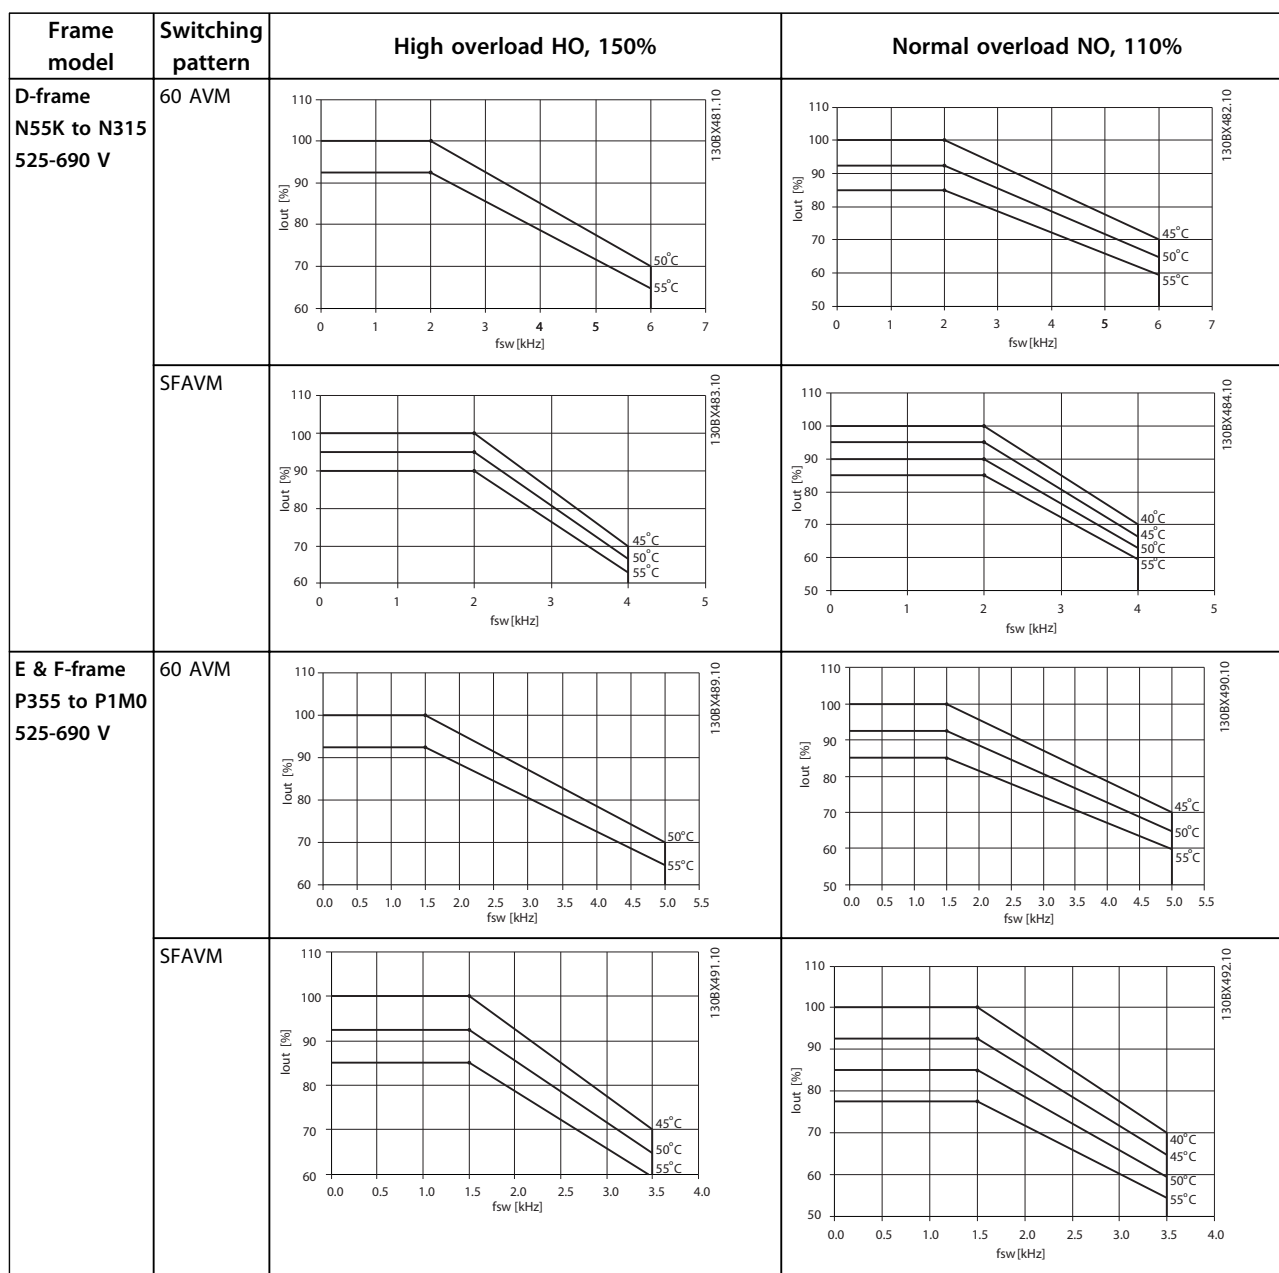 Frame model
Switching pattern
High overload HO, 150%
Normal overload NO, 110%
D-frame
N55K to N315
525-690 V
60 AVM
110
100
90
80
70
60
Iout [%]
0 1 2 3 4 5 6 7
fsw [kHz]
50°C
55°C
130BX481.10
110
100
90
80
70
60
50
Iout [%]
0 1 2 3 4 5 6 7
fsw [kHz]
45°C
50°C
55°C
130BX482.10
SFAVM
110
100
90
80
70
60
Iout [%]
0 1 2 3 4 5
fsw [kHz]
45°C
50°C
55°C
130BX483.10
110
100
90
80
70
60
50
Iout [%]
0 1 2 3 4 5
fsw [kHz]
40°C
45°C
50°C
55°C
130BX484.10
E & F-frame
P355 to P1M0
525-690 V
60 AVM
110
100
90
80
70
60
Iout [%]
0.0 0.5 1.0 1.5 2.0 2.5 3.0 3.5 4.0 4.5 5.0 5.5
fsw [kHz]
50°C
55°C
130BX489.10
110
100
90
80
70
60
50
Iout [%]
0.0 0.5 1.0 1.5 2.0 2.5 3.0 3.5 4.0 4.5 5.0 5.5
fsw [kHz]
45°C
50°C
55°C
130BX490.10
SFAVM
110
100
90
80
70
60
Iout [%]
0.0 0.5 1.0 1.5 2.0 2.5 3.0 3.5 4.0
fsw [kHz]
45°C
50°C
55°C
130BX491.10
110
100
90
80
70
60
50
Iout [%]
0.0 0.5 1.0 1.5 2.0 2.5 3.0 3.5 4.0
fsw [kHz]
40°C
45°C
50°C
55°C
130BX492.10